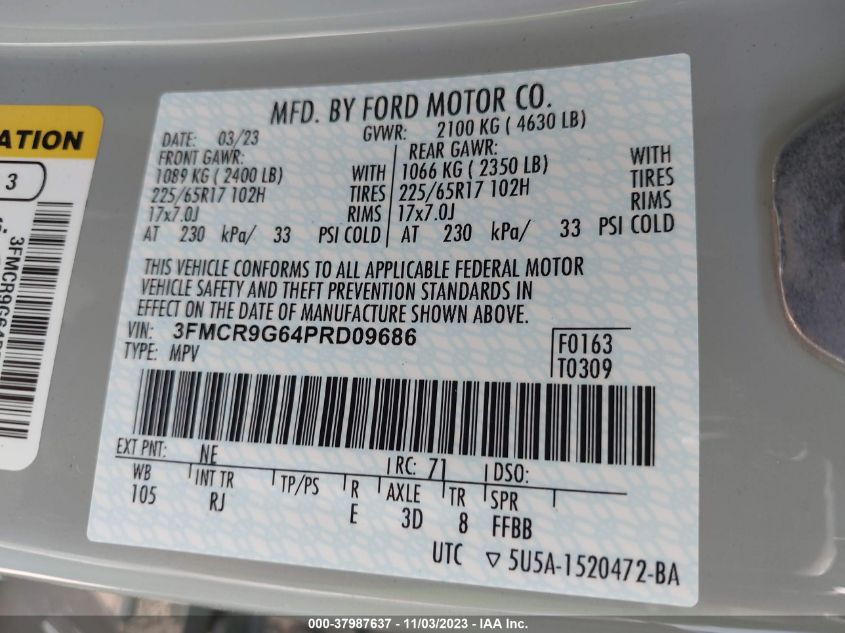 ATION
3
3FMCR9G64P
MFD. BY FORD MOTOR CO.
DATE: 03/23 GVWR: 2100 KG ( 4630 LB)
FRONT GAWR: REAR GAWR:
1089 KG ( 2400 LB) WITH 1066 KG ( 2350 LB) WITH
225/65R17 102H TIRES 225/65R17 102H TIRES
17x7.0J RIMS 17x7.0J RIMS
AT 230 kPa/ 33 PSI COLD AT 230 kPa/ 33 PSI COLD
THIS VEHICLE CONFORMS TO ALL APPLICABLE FEDERAL MOTOR
VEHICLE SAFETY AND THEFT PREVENTION STANDARDS IN
EFFECT ON THE DATE OF MANUFACTURE SHOWN ABOVE.
VIN: 3FMCR9G64PRD09686
TYPE: MPV
F0163
T0309
EXT PNT: NE RC: 71 DSO:
WB INT TR TP/PS R AXLE TR SPR
105 RJ E 3D 8 FFBB
UTC ▽ 5U5A-1520472-BA
000-37987637 - 11/03/2023 - IAA Inc.